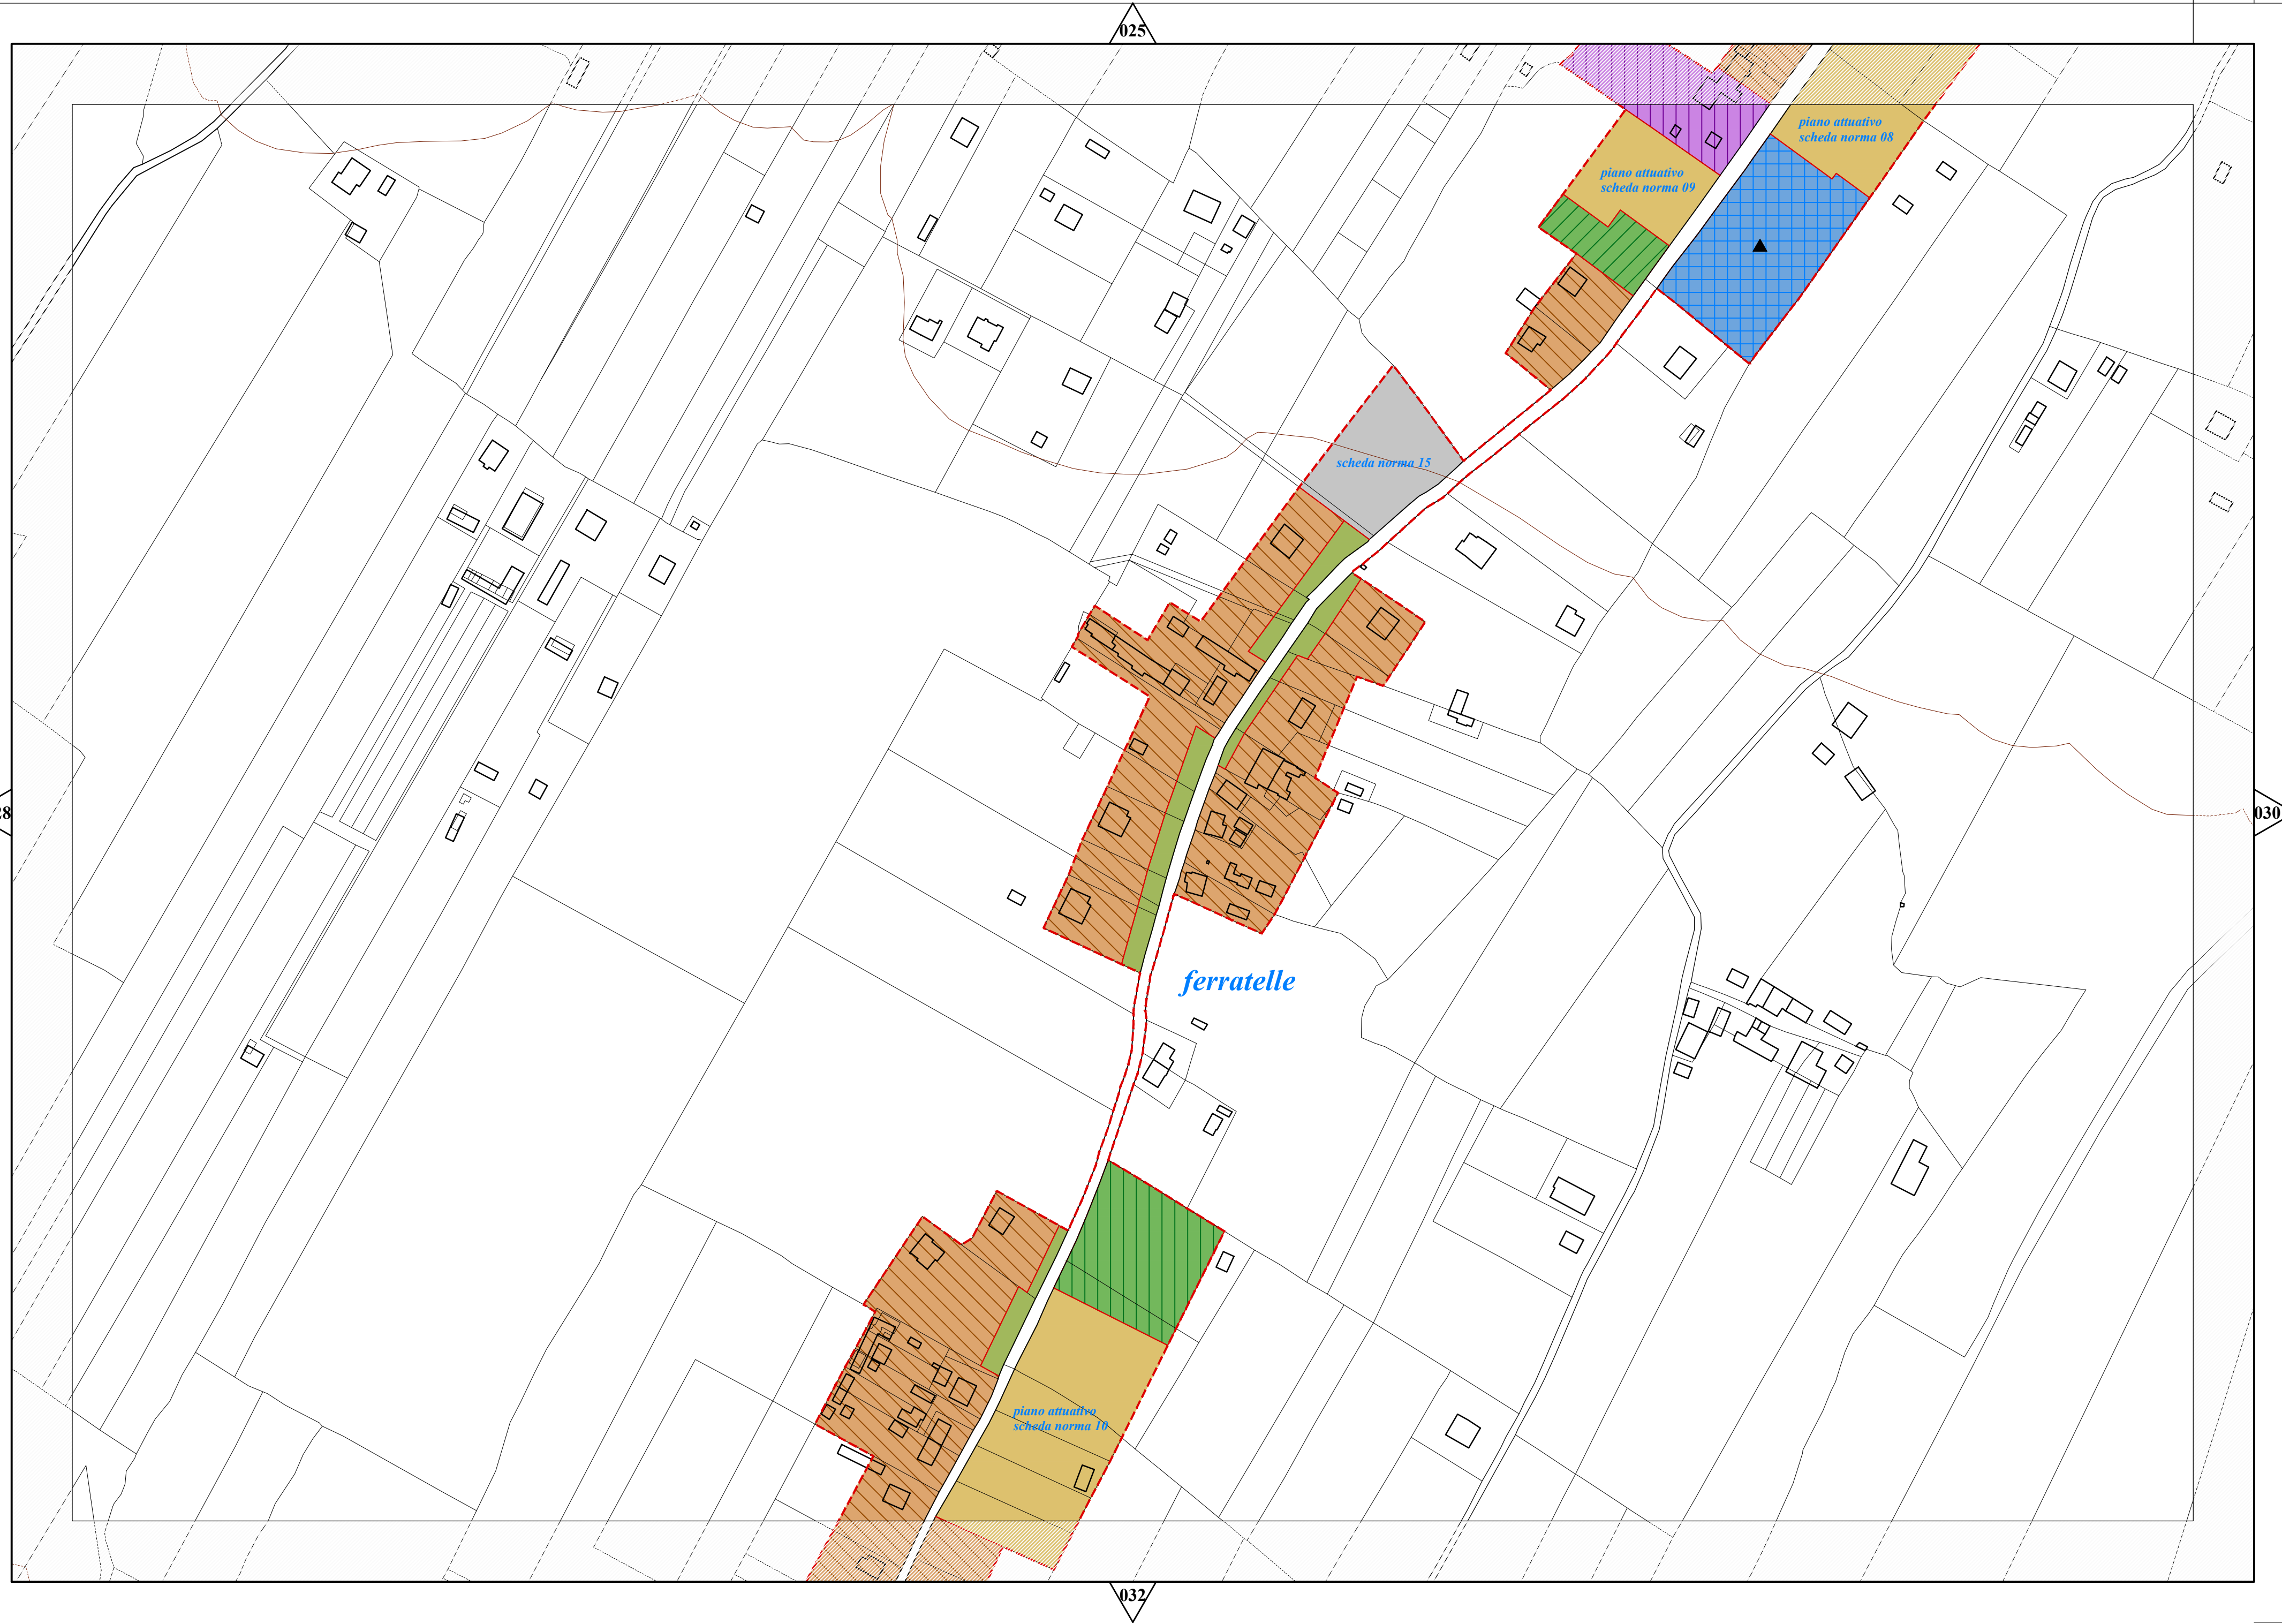 025
piano attuativo
scheda norma 08
piano attuativo
scheda norma 09
scheda norma 15
28
030
ferratelle
piano attuativo
scheda norma 10
032